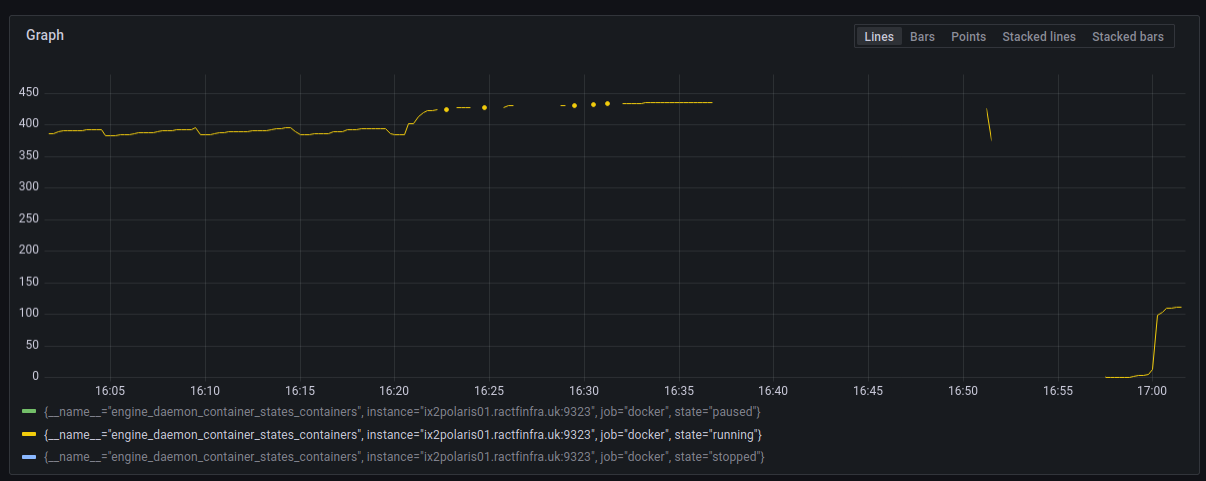 Graph
Lines Bars Points Stacked lines Stacked bars
450
400
350
300
250
200
150
100
50
0
16:05 16:10 16:15 16:20 16:25 16:30 16:35 16:40 16:45 16:50 16:55 17:00
{__name__="engine_daemon_container_states_containers", instance="ix2polaris01.ractfinfra.uk:9323", job="docker", state="paused"}
{__name__="engine_daemon_container_states_containers", instance="ix2polaris01.ractfinfra.uk:9323", job="docker", state="running"}
{__name__="engine_daemon_container_states_containers", instance="ix2polaris01.ractfinfra.uk:9323", job="docker", state="stopped"}